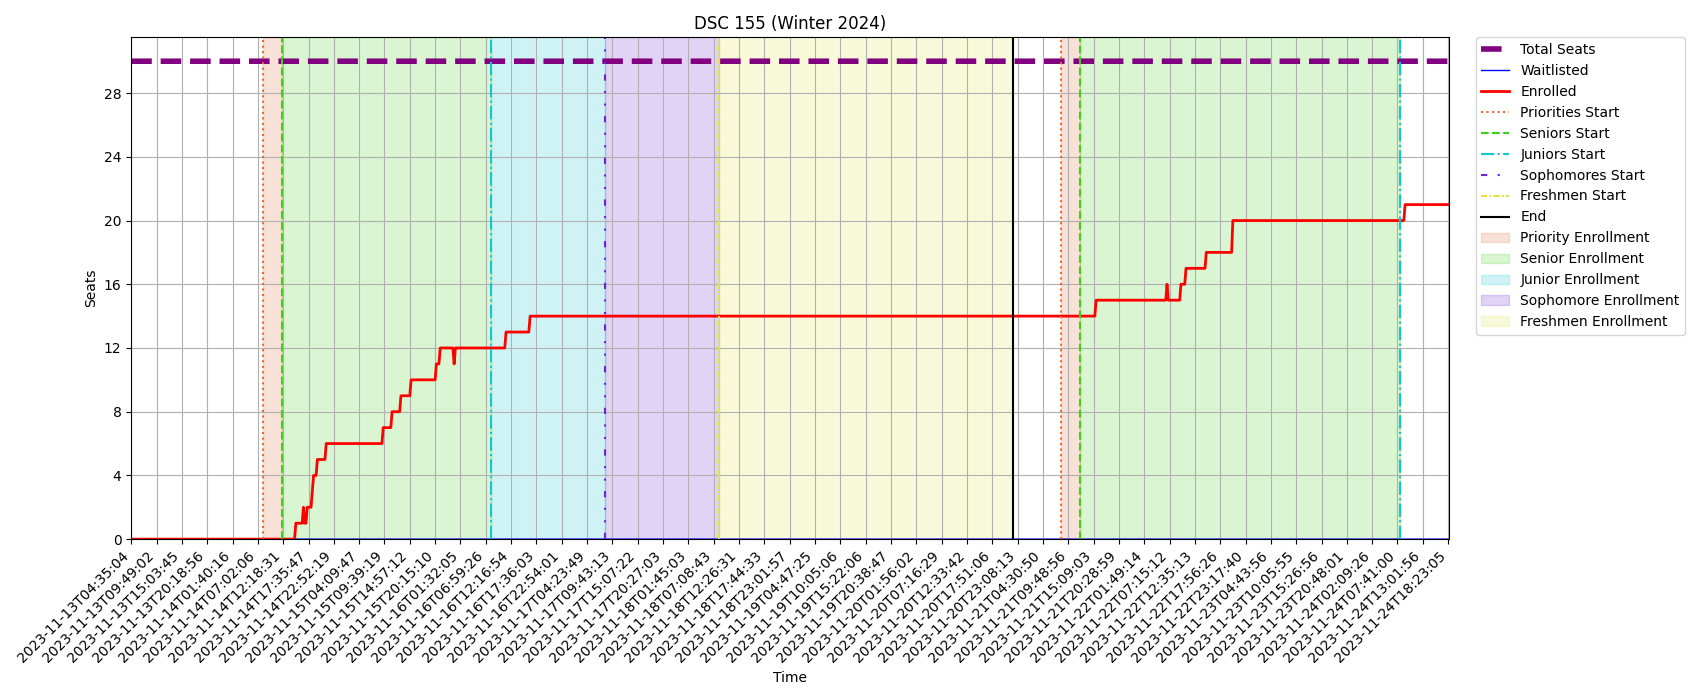 DSC 155 (Winter 2024)
Total Seats
Waitlisted
Enrolled
Priorities Start
Seniors Start
Juniors Start
Sophomores Start
Freshmen Start
End
Priority Enrollment
Senior Enrollment
Junior Enrollment
Sophomore Enrollment
Freshmen Enrollment
Seats
28
24
20
16
12
8
4
0
2023-11-13T04:35:04
2023-11-13T09:49:02
2023-11-13T15:03:45
2023-11-13T20:18:56
2023-11-14T01:40:16
2023-11-14T07:02:06
2023-11-14T12:18:31
2023-11-14T17:35:47
2023-11-14T22:52:19
2023-11-15T04:09:47
2023-11-15T09:39:19
2023-11-15T14:57:12
2023-11-15T20:15:10
2023-11-16T01:32:05
2023-11-16T06:59:26
2023-11-16T12:16:54
2023-11-16T17:36:03
2023-11-16T22:54:01
2023-11-17T04:23:49
2023-11-17T09:43:13
2023-11-17T15:07:22
2023-11-17T20:27:03
2023-11-18T01:45:03
2023-11-18T07:08:43
2023-11-18T12:26:31
2023-11-18T17:44:33
2023-11-18T23:01:57
2023-11-19T04:47:25
2023-11-19T10:05:06
2023-11-19T15:22:06
2023-11-19T20:38:47
2023-11-20T01:56:02
2023-11-20T07:16:29
2023-11-20T12:33:42
2023-11-20T17:51:06
2023-11-20T23:08:13
2023-11-21T04:30:50
2023-11-21T09:48:56
2023-11-21T15:09:03
2023-11-21T20:28:59
2023-11-22T01:49:14
2023-11-22T07:15:12
2023-11-22T12:35:13
2023-11-22T17:56:26
2023-11-22T23:17:40
2023-11-23T04:43:56
2023-11-23T10:05:55
2023-11-23T15:26:56
2023-11-23T20:48:01
2023-11-24T02:09:26
2023-11-24T07:41:00
2023-11-24T13:01:56
2023-11-24T18:23:05
Time